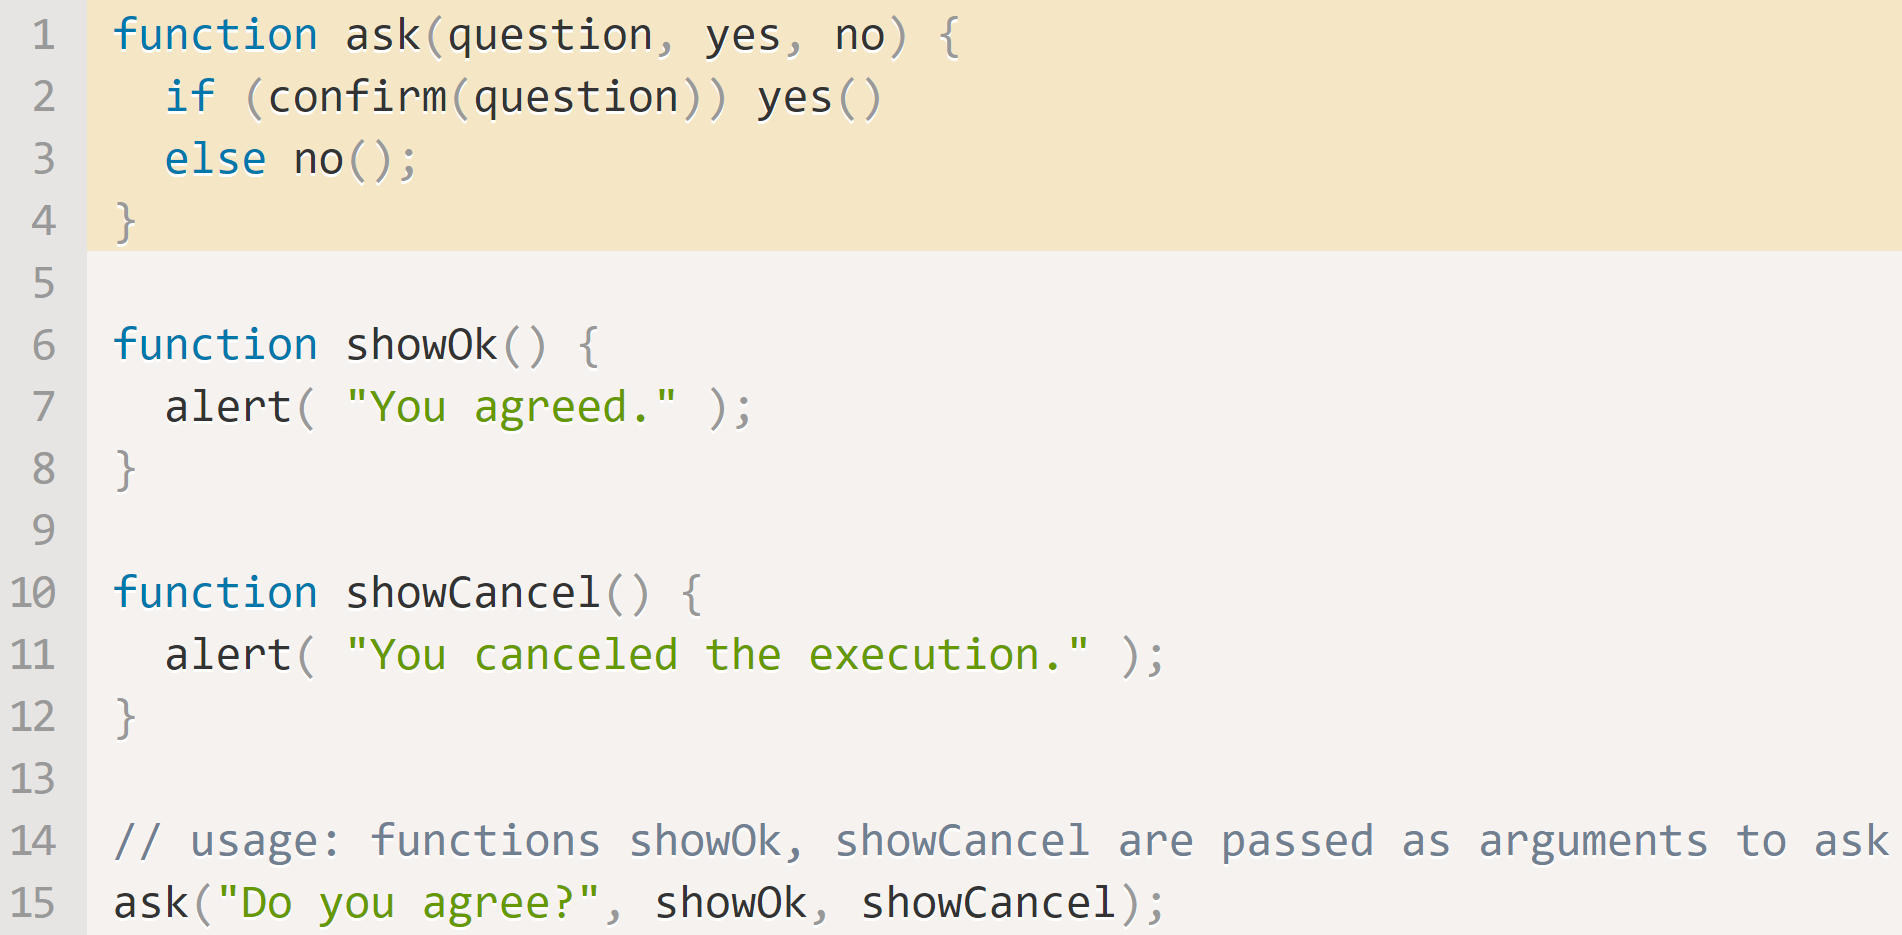 1 function ask(question, yes, no) {
2   if (confirm(question)) yes()
3   else no();
4 }
5
6 function showOk() {
7   alert( "You agreed." );
8 }
9
10 function showCancel() {
11   alert( "You canceled the execution." );
12 }
13
14 // usage: functions showOk, showCancel are passed as arguments to ask
15 ask("Do you agree?", showOk, showCancel);